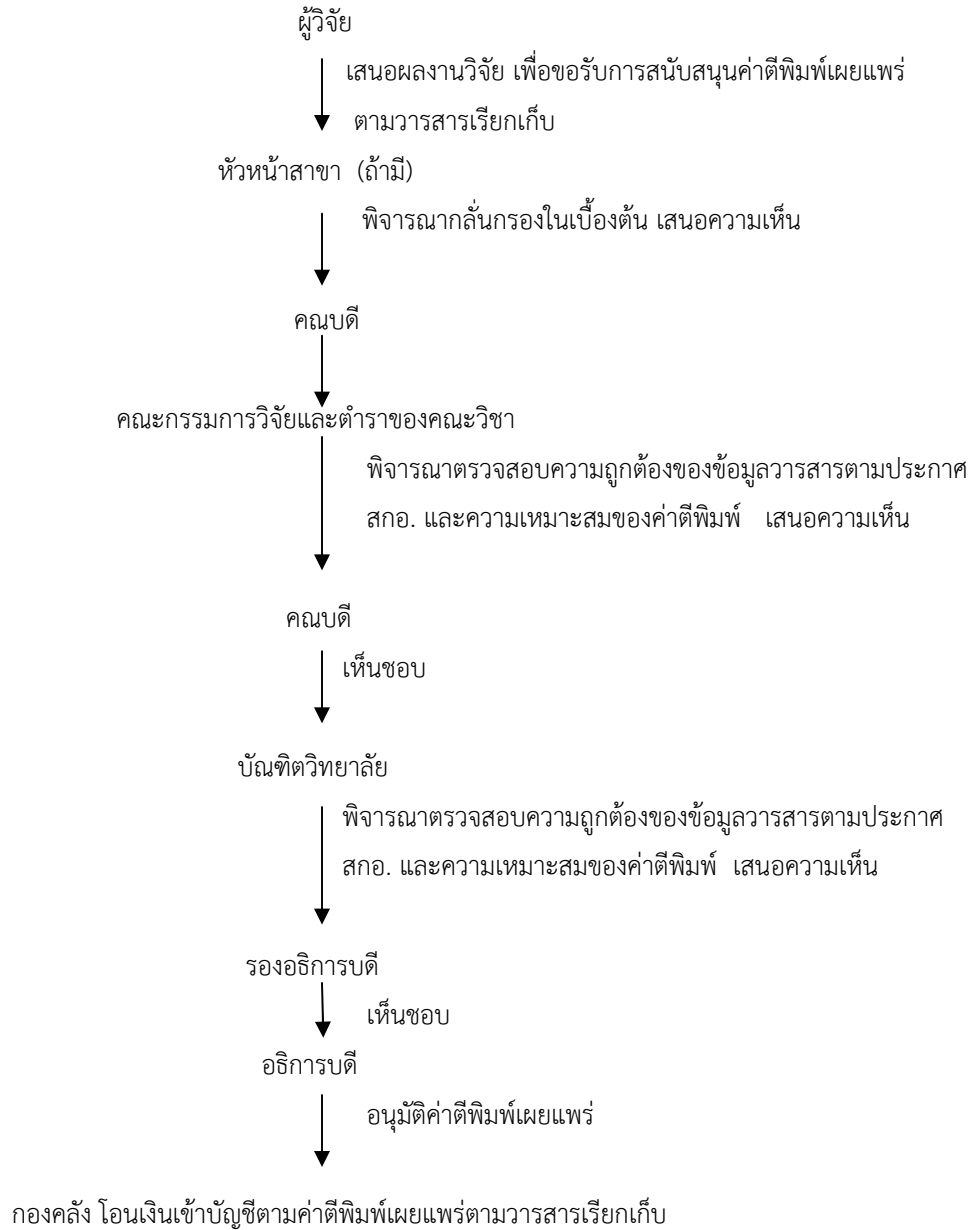 ผู้วิจัย
เสนอผลงานวิจัย เพื่อขอรับการสนับสนุนค่าตีพิมพ์เผยแพร่
ตามวารสารเรียกเก็บ
หัวหน้าสาขา (ถ้ามี)
พิจารณากลั่นกรองในเบื้องต้น เสนอความเห็น
คณบดี
คณะกรรมการวิจัยและตำราของคณะวิชา
พิจารณาตรวจสอบความถูกต้องของข้อมูลวารสารตามประกาศ
สกอ. และความเหมาะสมของค่าตีพิมพ์ เสนอความเห็น
คณบดี
เห็นชอบ
บัณฑิตวิทยาลัย
พิจารณาตรวจสอบความถูกต้องของข้อมูลวารสารตามประกาศ
สกอ. และความเหมาะสมของค่าตีพิมพ์ เสนอความเห็น
รองอธิการบดี
เห็นชอบ
อธิการบดี
อนุมัติค่าตีพิมพ์เผยแพร่
กองคลัง โอนเงินเข้าบัญชีตามค่าตีพิมพ์เผยแพร่ตามวารสารเรียกเก็บ